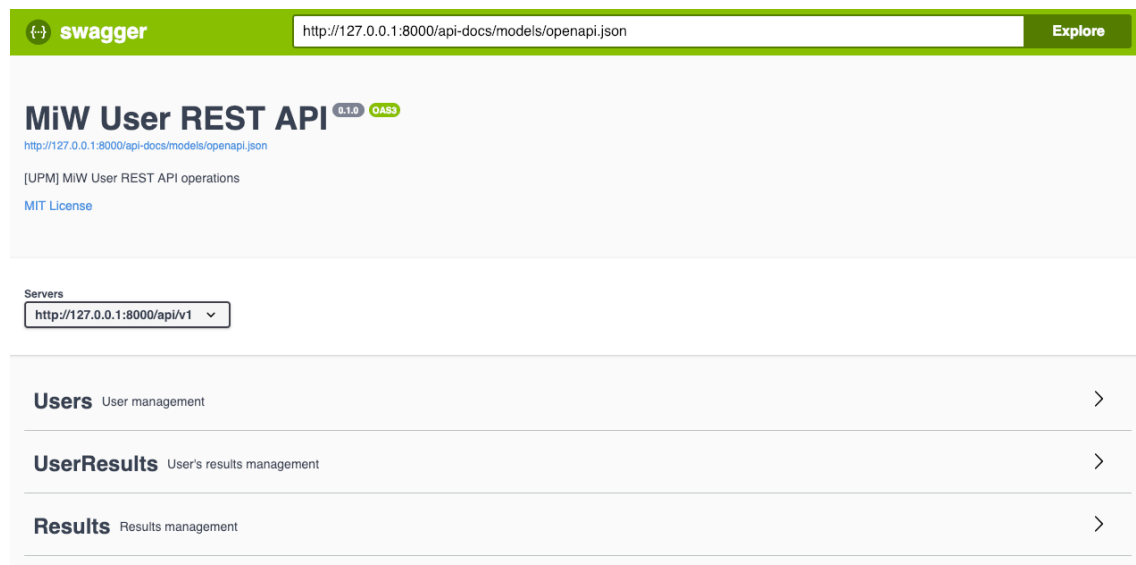 {···} swagger
http://127.0.0.1:8000/api-docs/models/openapi.json
Explore
MiW User REST API 0.1.0 OAS3
http://127.0.0.1:8000/api-docs/models/openapi.json
[UPM] MiW User REST API operations
MIT License
Servers
http://127.0.0.1:8000/api/v1
Users User management
UserResults User's results management
Results Results management